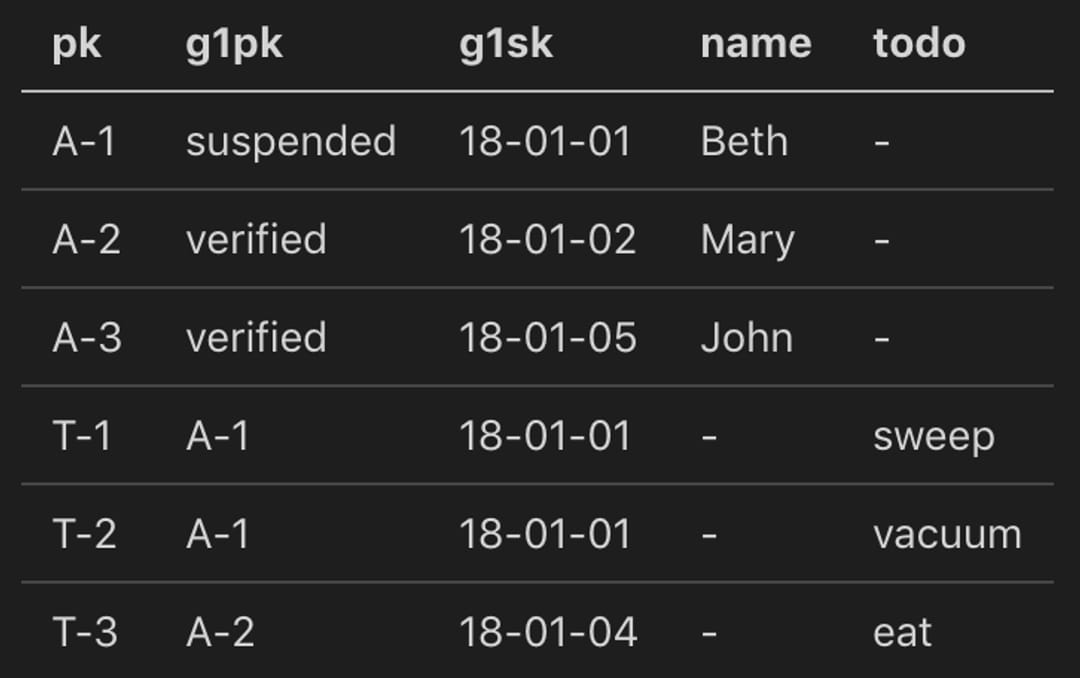 pk g1pk g1sk name todo
A-1 suspended 18-01-01 Beth -
A-2 verified 18-01-02 Mary -
A-3 verified 18-01-05 John -
T-1 A-1 18-01-01 - sweep
T-2 A-1 18-01-01 - vacuum
T-3 A-2 18-01-04 - eat